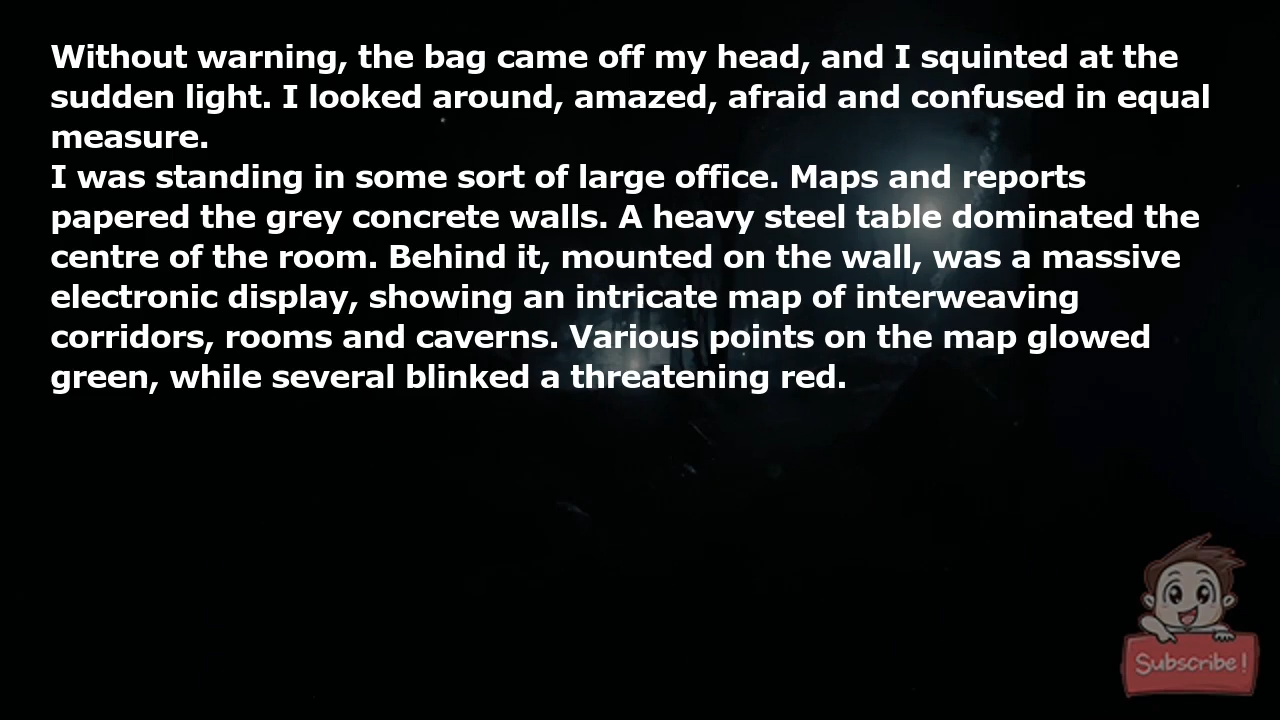 Without warning, the bag came off my head, and I squinted at the
sudden light. I looked around, amazed, afraid and confused in equal
measure.
I was standing in some sort of large office. Maps and reports
papered the grey concrete walls. A heavy steel table dominated the
centre of the room. Behind it, mounted on the wall, was a massive
electronic display, showing an intricate map of interweaving
corridors, rooms and caverns. Various points on the map glowed
green, while several blinked a threatening red.
Subscribe!